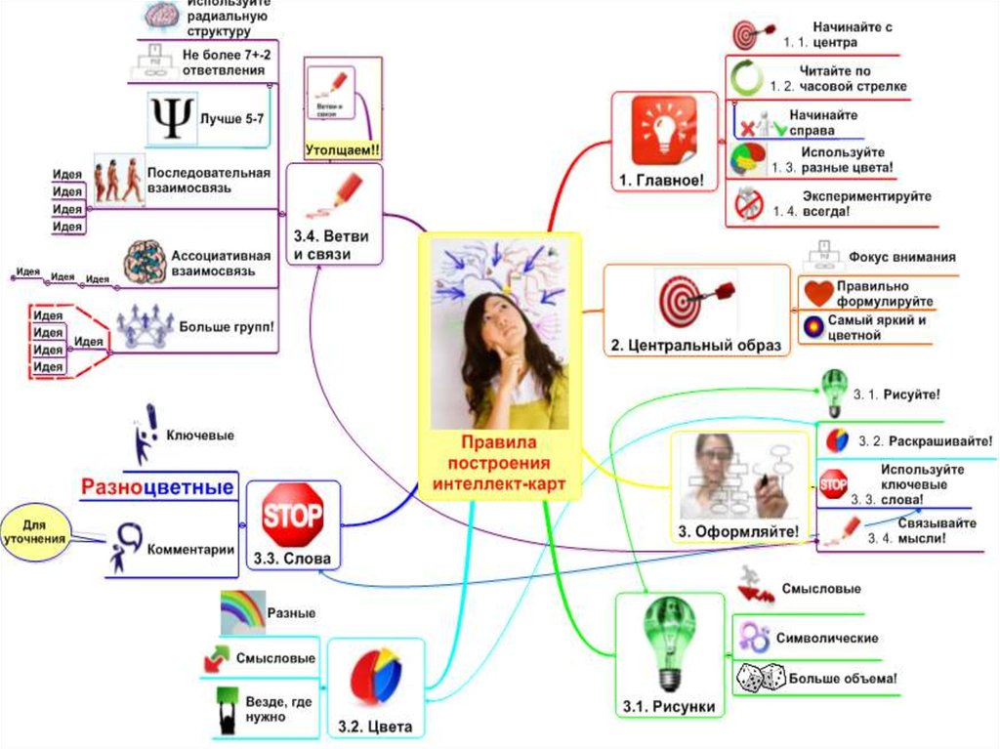 Правила
построения
интеллект-карт
1. Главное!
1. 1. Начинайте с
центра
1. 2. Читайте по
часовой стрелке
Начинайте
справа
1. 3. Используйте
разные цвета!
1. 4. Экспериментируйте
всегда!
2. Центральный образ
Фокус внимания
Правильно
формулируйте
Самый яркий и
цветной
3. Оформляйте!
3. 1. Рисуйте!
3. 2. Раскрашивайте!
Используйте
ключевые
3. 3. слова!
Связывайте
3. 4. мысли!
3.1. Рисунки
Смысловые
Символические
Больше объема!
3.2. Цвета
Разные
Смысловые
Везде, где
нужно
3.3. Слова
STOP
STOP
Ключевые
Разноцветные
Комментарии
Для
уточнения
3.4. Ветви
и связи
Ветви и
связи
Утолщаем!!
Используйте
радиальную
структуру
Не более 7+-2
ответвления
Ψ
Лучше 5-7
Последовательная
взаимосвязь
Идея
Идея
Идея
Идея
Ассоциативная
взаимосвязь
Идея
Идея
Идея
Больше групп!
Идея
Идея
Идея
Идея
Идея